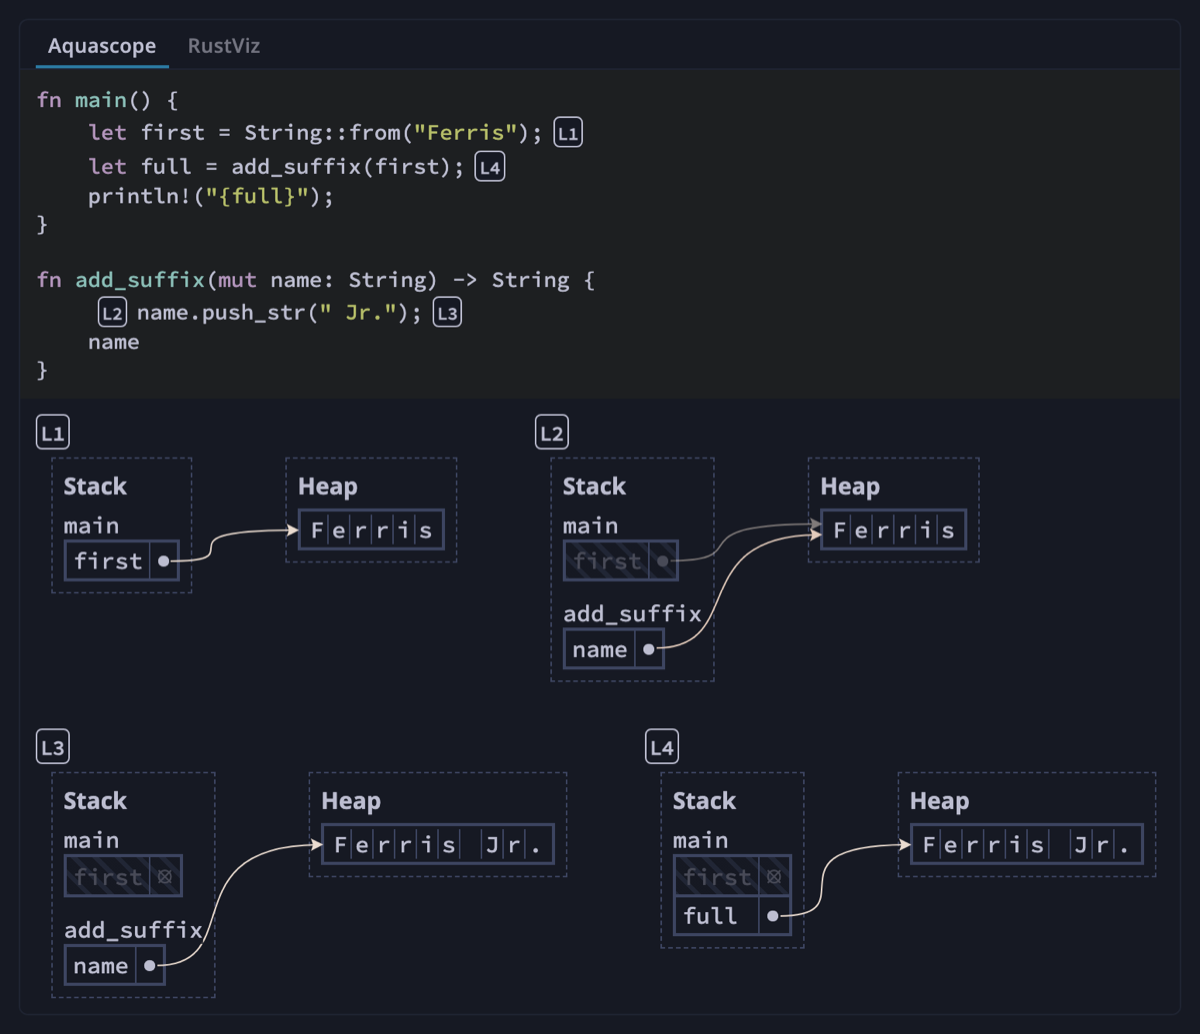 Aquascope RustViz
fn main() {
let first = String::from("Ferris"); L1
let full = add_suffix(first); L4
println!("{full}");
}
fn add_suffix(mut name: String) -> String {
L2 name.push_str(" Jr."); L3
name
}
L1
Stack
main
first
Heap
Ferris
L2
Stack
main
first
add_suffix
name
Heap
Ferris
L3
Stack
main
first
add_suffix
name
Heap
Ferris Jr.
L4
Stack
main
first
full
Heap
Ferris Jr.